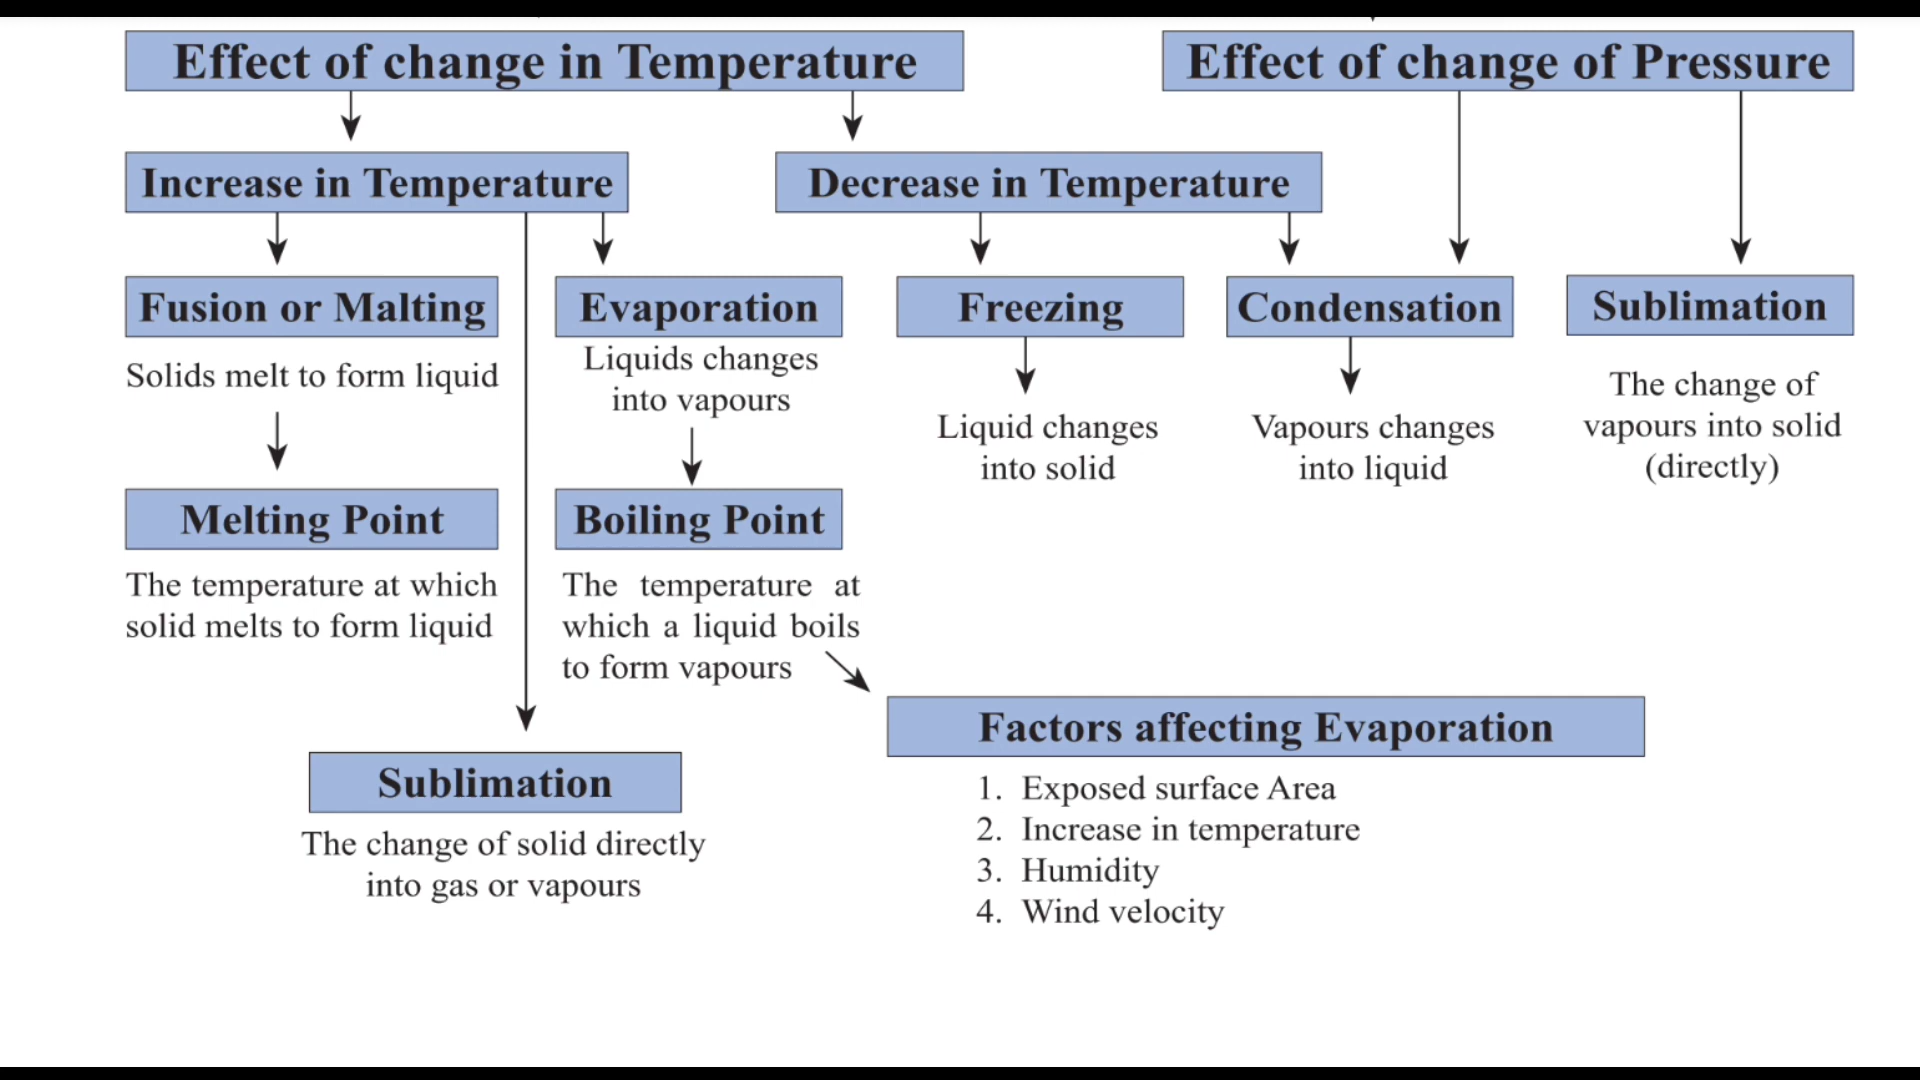 Effect of change in Temperature
Effect of change of Pressure
Increase in Temperature
Decrease in Temperature
Fusion or Malting
Evaporation
Freezing
Condensation
Sublimation
Solids melt to form liquid
Liquids changes
into vapours
Liquid changes
into solid
Vapours changes
into liquid
The change of
vapours into solid
(directly)
Melting Point
Boiling Point
The temperature at which
solid melts to form liquid
The temperature at
which a liquid boils
to form vapours
Sublimation
The change of solid directly
into gas or vapours
Factors affecting Evaporation
1. Exposed surface Area
2. Increase in temperature
3. Humidity
4. Wind velocity